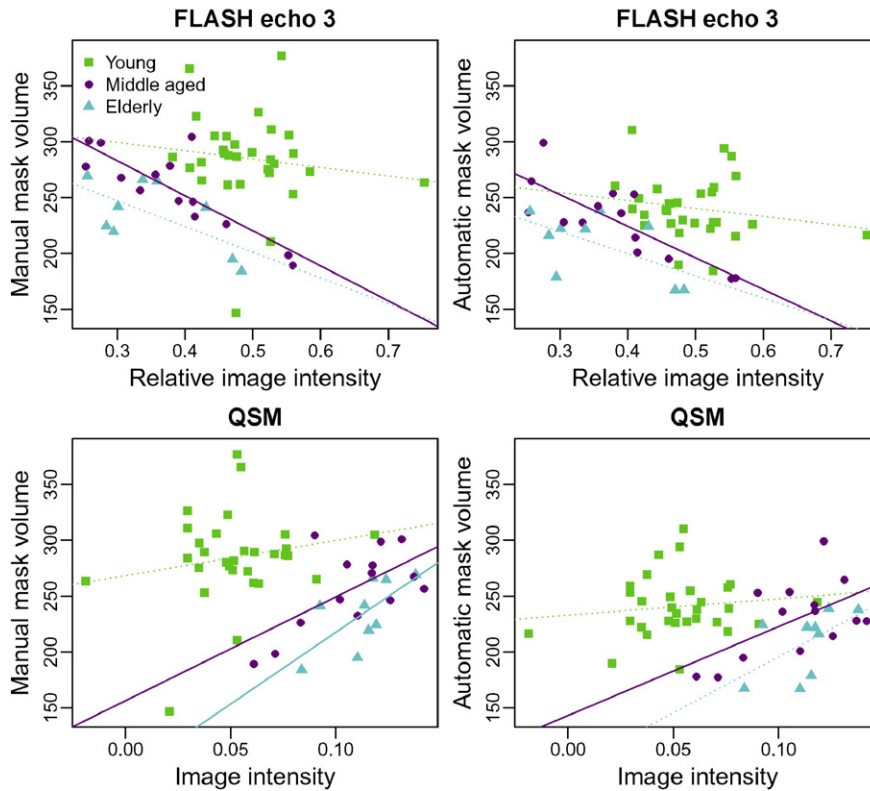 FLASH echo 3
Manual mask volume
350
300
250
200
150
Young
Middle aged
Elderly
0.3 0.4 0.5 0.6 0.7
Relative image intensity
FLASH echo 3
Automatic mask volume
350
300
250
200
150
0.3 0.4 0.5 0.6 0.7
Relative image intensity
QSM
Manual mask volume
350
300
250
200
150
0.00 0.05 0.10
Image intensity
QSM
Automatic mask volume
350
300
250
200
150
0.00 0.05 0.10
Image intensity